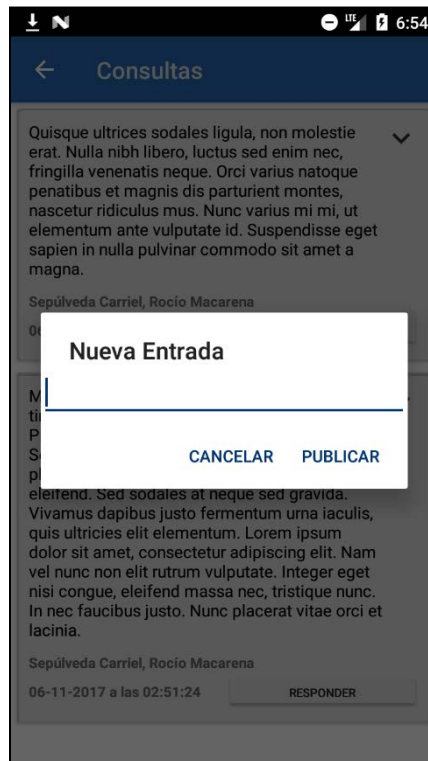 LTE 6:54
Consultas
Quisque ultrices sodales ligula, non molestie
erat. Nulla nibh libero, luctus sed enim nec,
fringilla venenatis neque. Orci varius natoque
penatibus et magnis dis parturient montes,
nascetur ridiculus mus. Nunc varius mi mi, ut
elementum ante vulputate id. Suspendisse eget
sapien in nulla pulvinar commodo sit amet a
magna.
Sepúlveda Carriel, Rocío Macarena
Nueva Entrada
CANCELAR PUBLICAR
eleifend. Sed sodales at neque sed gravida.
Vivamus dapibus justo fermentum urna iaculis,
quis ultricies elit elementum. Lorem ipsum
dolor sit amet, consectetur adipiscing elit. Nam
vel nunc non elit rutrum vulputate. Integer eget
nisi congue, eleifend massa nec, tristique nunc.
In nec faucibus justo. Nunc placerat vitae orci et
lacinia.
Sepúlveda Carriel, Rocío Macarena
06-11-2017 a las 02:51:24 RESPONDER